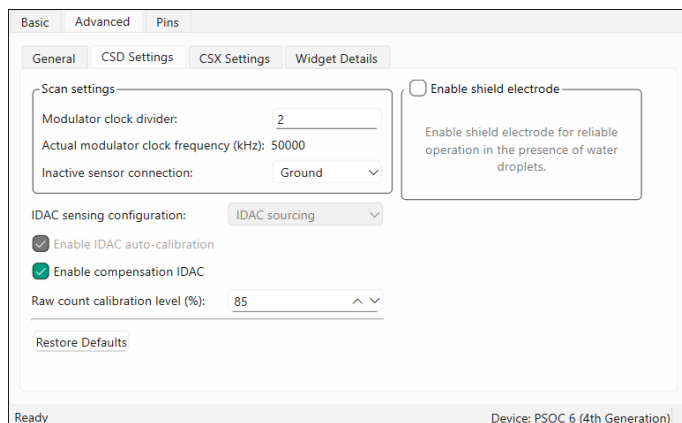 Basic Advanced Pins
General CSD Settings CSX Settings Widget Details
Scan settings
Modulator clock divider: 2
Actual modulator clock frequency (kHz): 50000
Inactive sensor connection: Ground
Enable shield electrode
Enable shield electrode for reliable
operation in the presence of water
droplets.
IDAC sensing configuration: IDAC sourcing
Enable IDAC auto-calibration
Enable compensation IDAC
Raw count calibration level (%): 85
Restore Defaults
Ready Device: PSOC 6 (4th Generation)